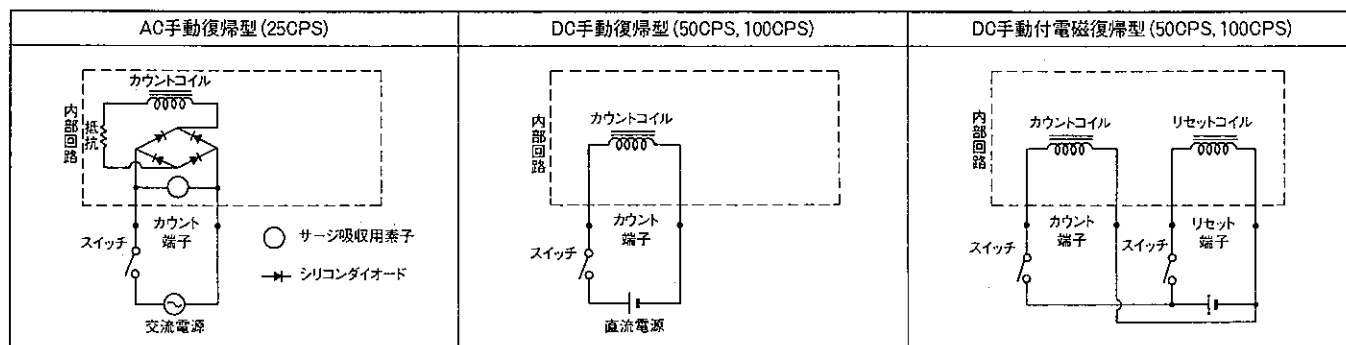 AC手動復帰型(25CPS)
カウントコイル
内部回路
抵抗
カウント
端子
スイッチ
サージ吸収用素子
シリコンダイオード
交流電源
DC手動復帰型(50CPS, 100CPS)
カウントコイル
内部回路
カウント
端子
スイッチ
直流電源
DC手動付電磁復帰型(50CPS, 100CPS)
カウントコイル
リセットコイル
内部回路
カウント
端子
リセット
端子
スイッチ
スイッチ